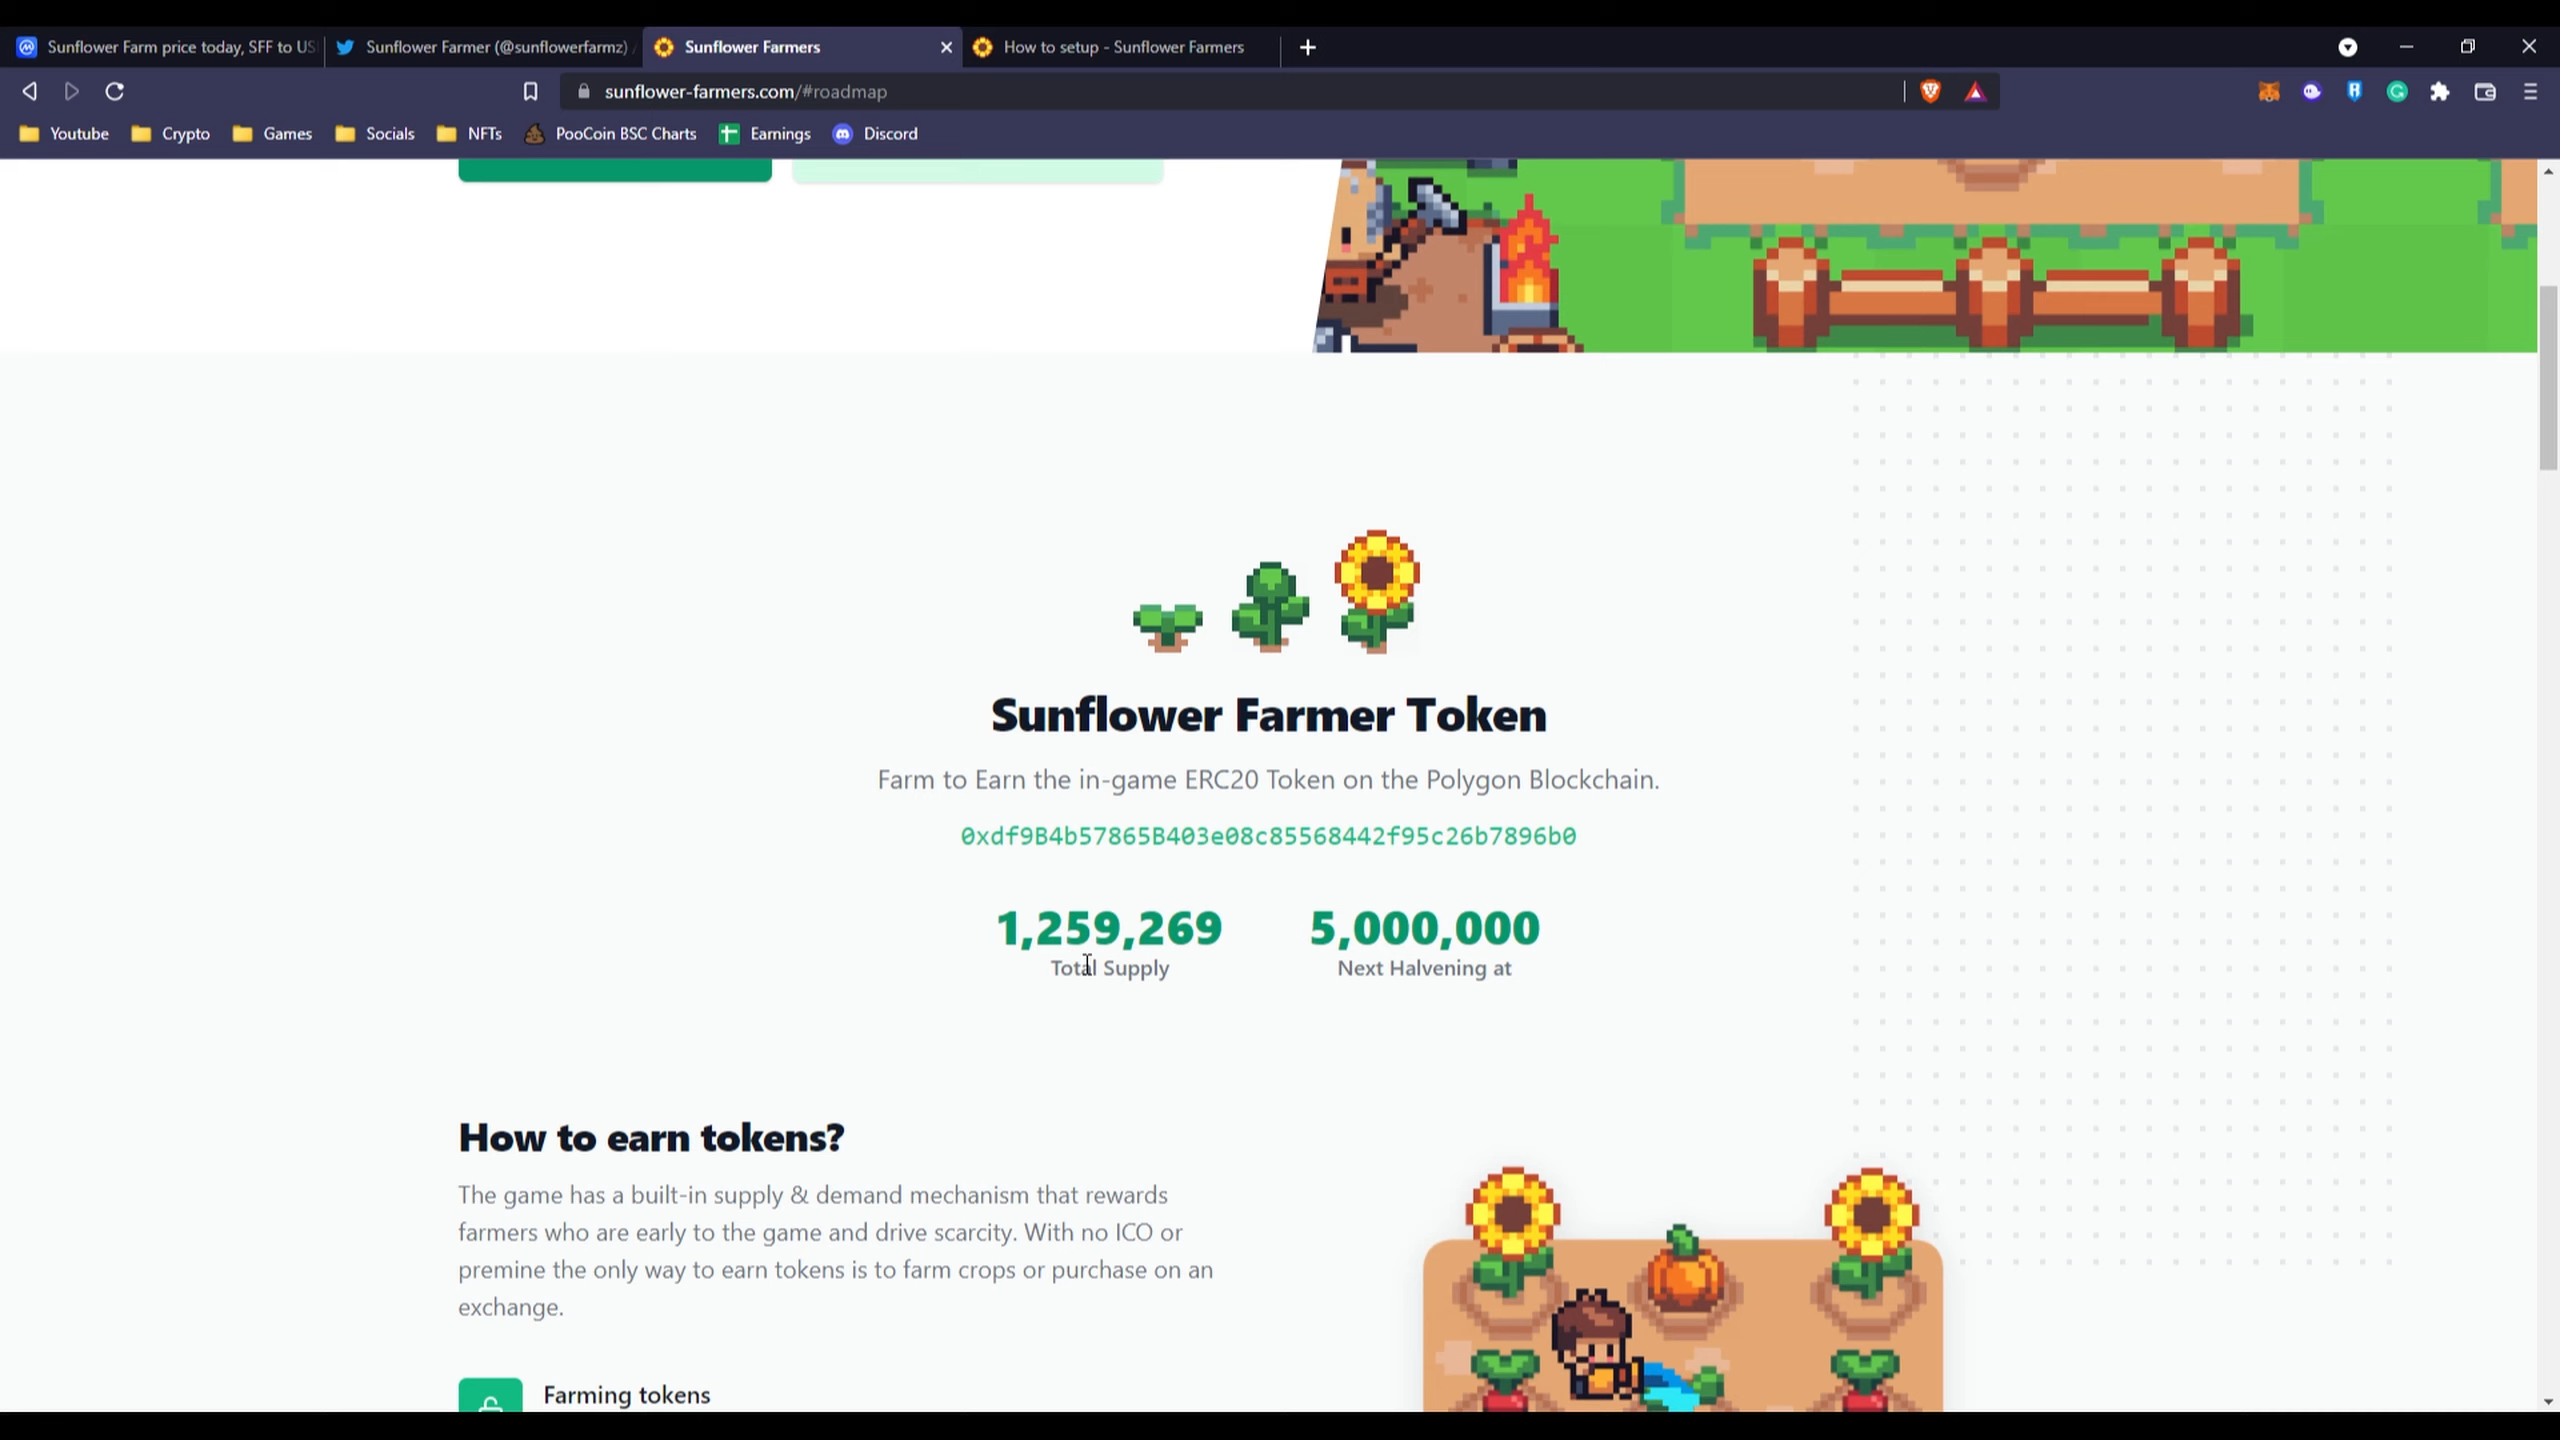 Sunflower Farm price today, SFF to US
Sunflower Farmer (@sunflowerfarmz) /
Sunflower Farmers
How to setup - Sunflower Farmers
sunflower-farmers.com/#roadmap
Youtube
Crypto
Games
Socials
NFTs
PooCoin BSC Charts
Earnings
Discord
Sunflower Farmer Token
Farm to Earn the in-game ERC20 Token on the Polygon Blockchain.
0xdf9B4b57865B403e08c85568442f95c26b7896b0
1,259,269
Total Supply
5,000,000
Next Halvening at
How to earn tokens?
The game has a built-in supply & demand mechanism that rewards
farmers who are early to the game and drive scarcity. With no ICO or
premine the only way to earn tokens is to farm crops or purchase on an
exchange.
Farming tokens